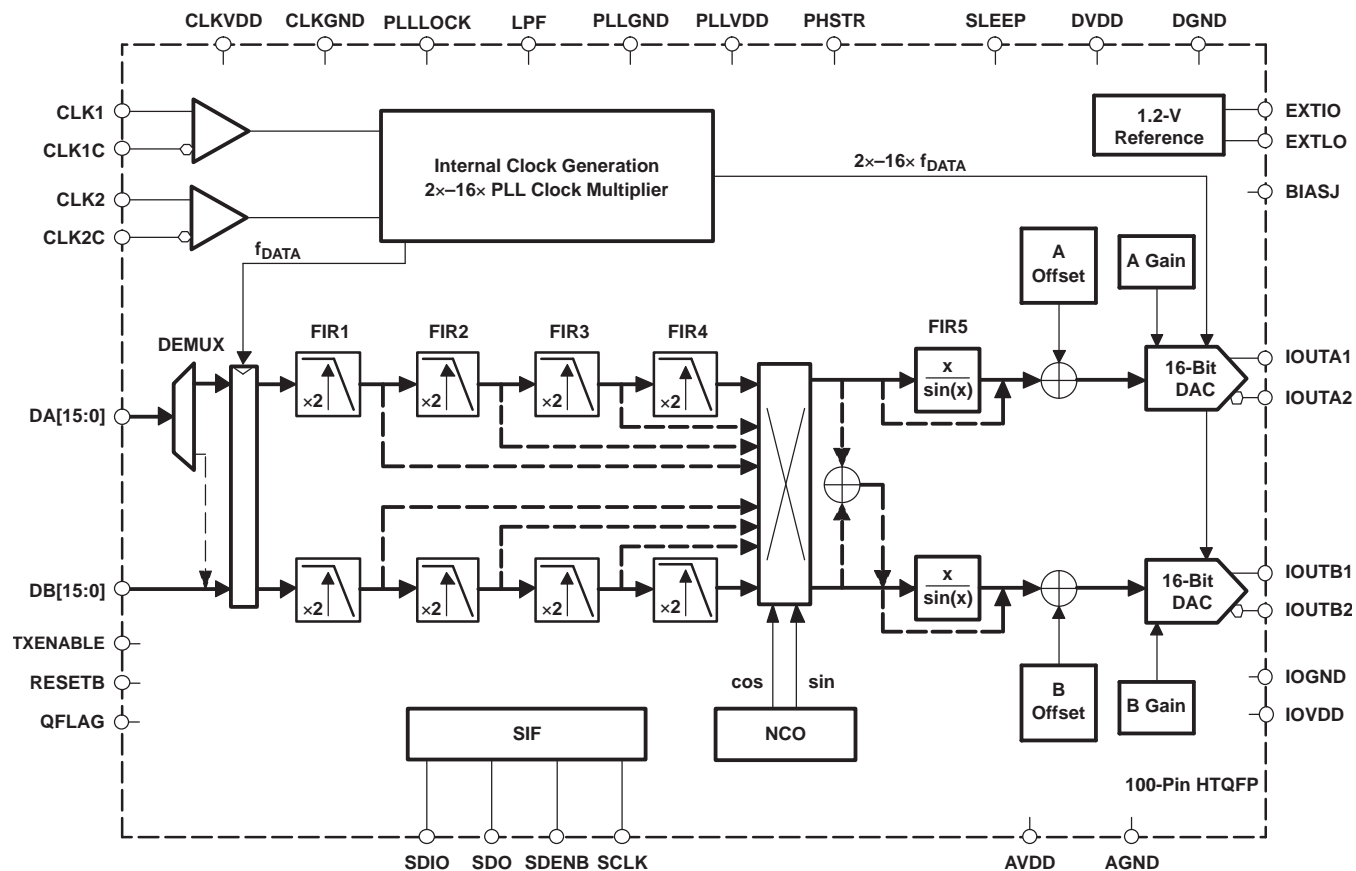 CLKVDD
CLKGND
PLLLOCK
LPF
PLLGND
PLLVDD
PHSTR
SLEEP
DVDD
DGND
CLK1
CLK1C
CLK2
CLK2C
Internal Clock Generation
2×–16× PLL Clock Multiplier
2×–16× fDATA
1.2-V
Reference
EXTIO
EXTLO
BIASJ
fDATA
A
Offset
A Gain
DEMUX
FIR1
FIR2
FIR3
FIR4
FIR5
×2
×2
×2
×2
x
sin(x)
16-Bit
DAC
IOUTA1
IOUTA2
DA[15:0]
DB[15:0]
×2
×2
×2
×2
x
sin(x)
16-Bit
DAC
IOUTB1
IOUTB2
TXENABLE
RESETB
QFLAG
cos
sin
SIF
NCO
B
Offset
B Gain
IOGND
IOVDD
100-Pin HTQFP
SDIO
SDO
SDENB
SCLK
AVDD
AGND